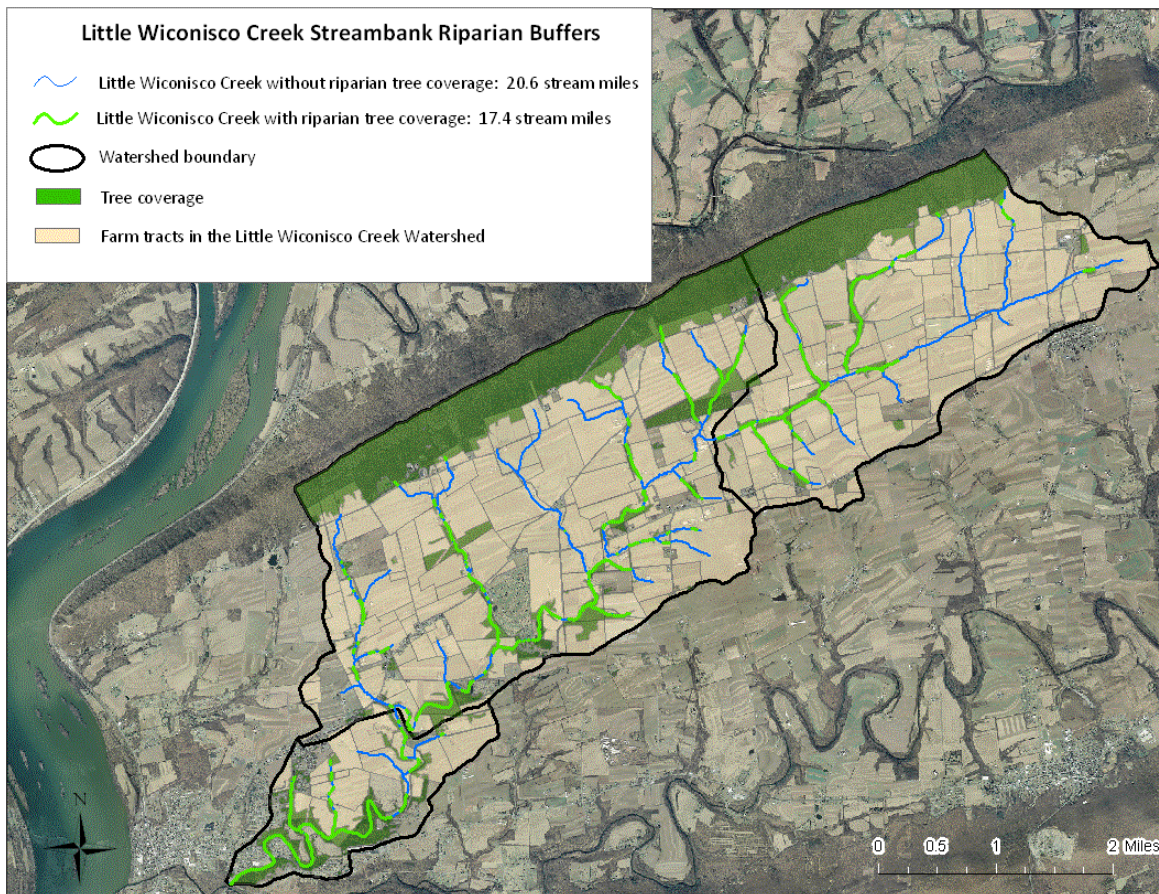 Little Wiconisco Creek Streambank Riparian Buffers
Little Wiconisco Creek without riparian tree coverage: 20.6 stream miles
Little Wiconisco Creek with riparian tree coverage: 17.4 stream miles
Watershed boundary
Tree coverage
Farm tracts in the Little Wiconisco Creek Watershed
N
0 0.5 1 2 Miles